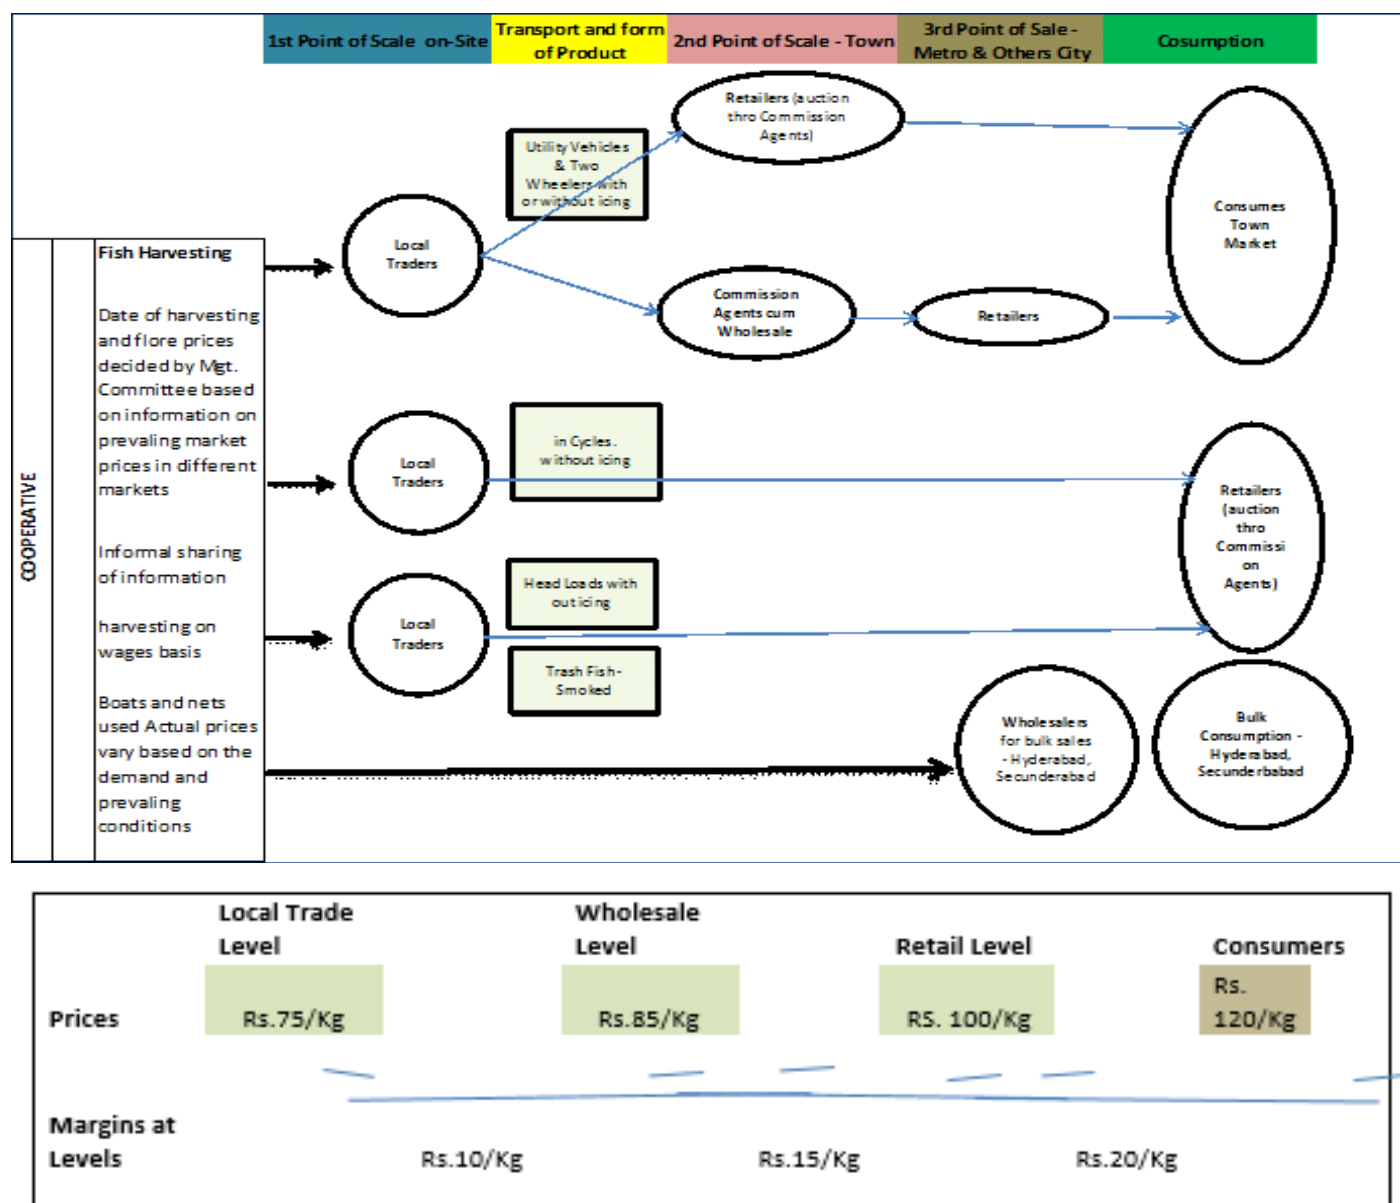 1st Point of Scale on-Site
Transport and form
of Product
2nd Point of Scale - Town
3rd Point of Sale -
Metro & Others City
Cosumption
COOPERATIVE
Fish Harvesting
Date of harvesting
and flore prices
decided by Mgt.
Committee based
on information on
prevaling market
prices in different
markets
Informal sharing
of information
harvesting on
wages basis
Boats and nets
used Actual prices
vary based on the
demand and
prevaling
conditions
Local
Traders
Utility Vehicles
& Two
Wheelers with
or without icing
Retailers (auction
thro Commission
Agents)
Commission
Agents cum
Wholesale
Retailers
Consumes
Town
Market
Local
Traders
in Cycles.
without icing
Retailers
(auction
thro
Commissi
on
Agents)
Local
Traders
Head Loads with
out icing
Trash Fish-
Smoked
Wholesalers
for bulk sales
- Hyderabad,
Secunderabad
Bulk
Consumption -
Hyderabad,
Secunderbabad
Local Trade
Level
Wholesale
Level
Retail Level
Consumers
Prices
Rs.75/Kg
Rs.85/Kg
RS. 100/Kg
Rs.
120/Kg
Margins at
Levels
Rs.10/Kg
Rs.15/Kg
Rs.20/Kg